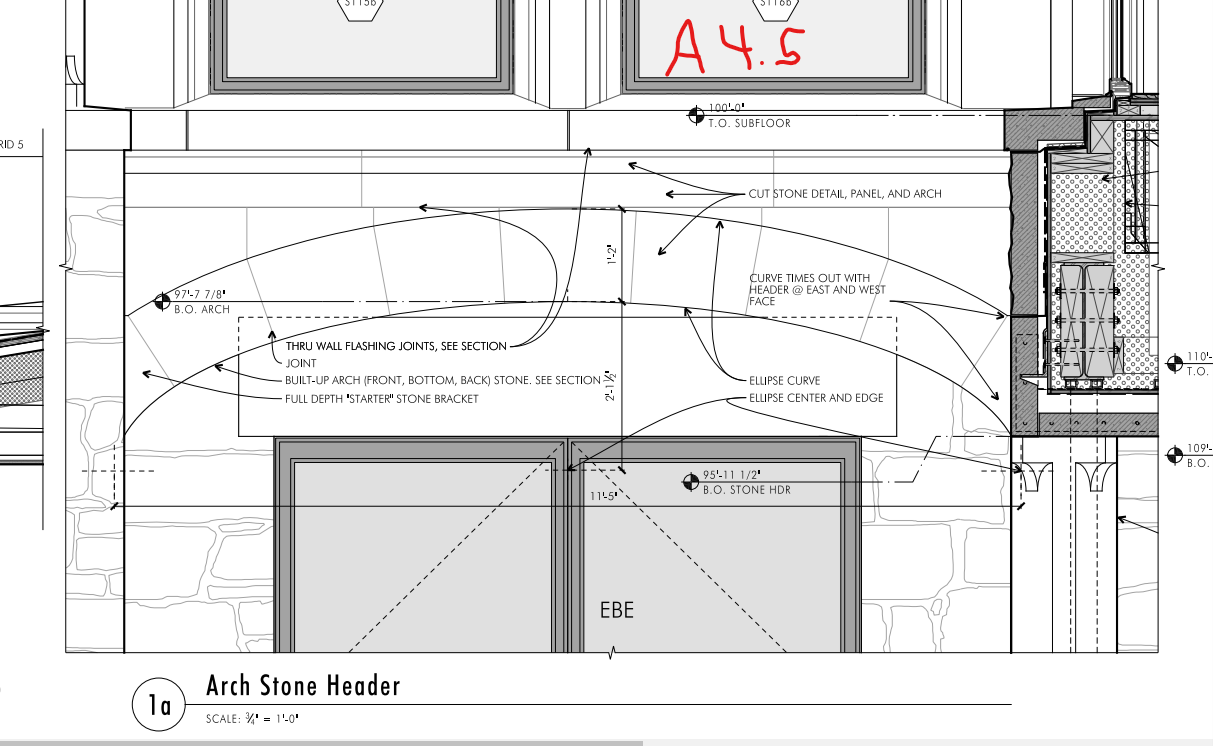 S115B
S116B
A 4.5
100'-0"
T.O. SUBFLOOR
RID 5
CUT STONE DETAIL, PANEL, AND ARCH
1'-2"
CURVE TIMES OUT WITH
HEADER @ EAST AND WEST
FACE
97'-7 7/8"
B.O. ARCH
THRU WALL FLASHING JOINTS, SEE SECTION
JOINT
BUILT-UP ARCH (FRONT, BOTTOM, BACK) STONE. SEE SECTION
FULL DEPTH "STARTER" STONE BRACKET
2'-1½"
ELLIPSE CURVE
ELLIPSE CENTER AND EDGE
110'-
T.O.
109'-
B.O.
95'-11 1/2"
B.O. STONE HDR
11'-5"
EBE
1a
Arch Stone Header
SCALE: ¾" = 1'-0"